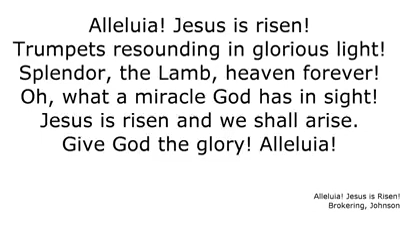 Alleluia! Jesus is risen!
Trumpets resounding in glorious light!
Splendor, the Lamb, heaven forever!
Oh, what a miracle God has in sight!
Jesus is risen and we shall arise.
Give God the glory! Alleluia!
Alleluia! Jesus is Risen!
Brokering, Johnson